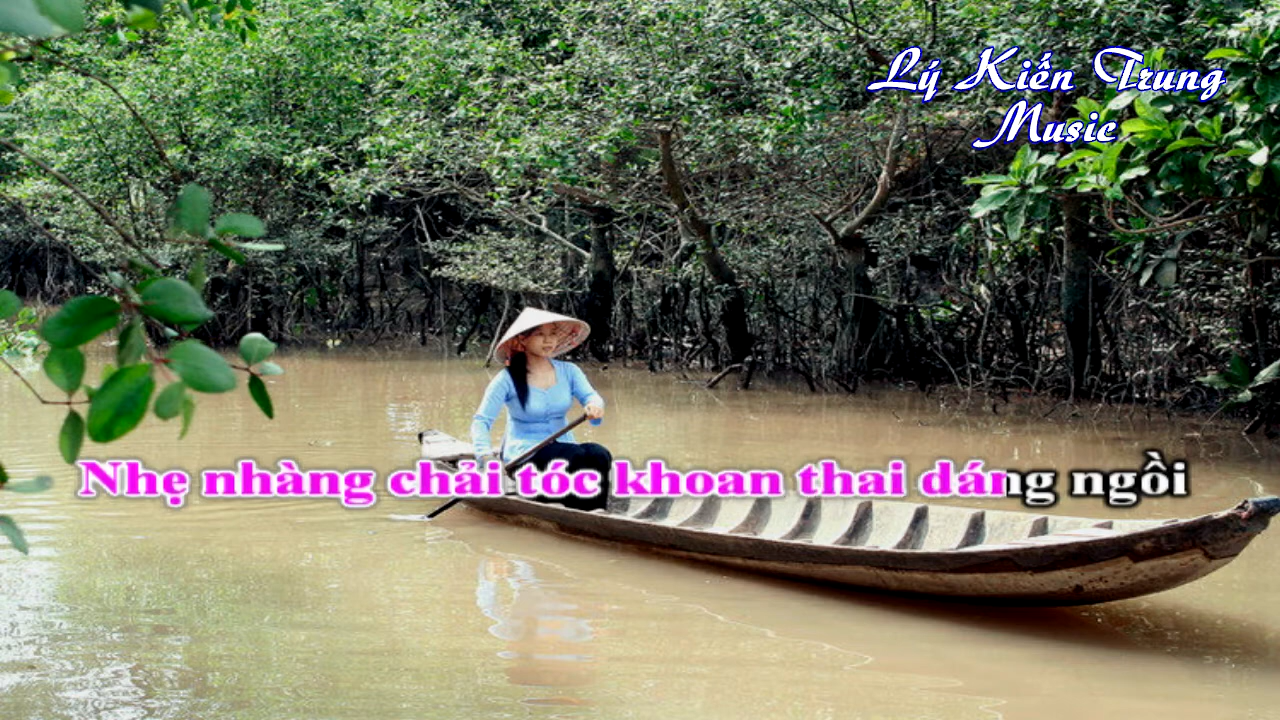 Lý Kiến Trung
Music
Nhẹ nhàng chải tóc khoan thai dáng ngồi